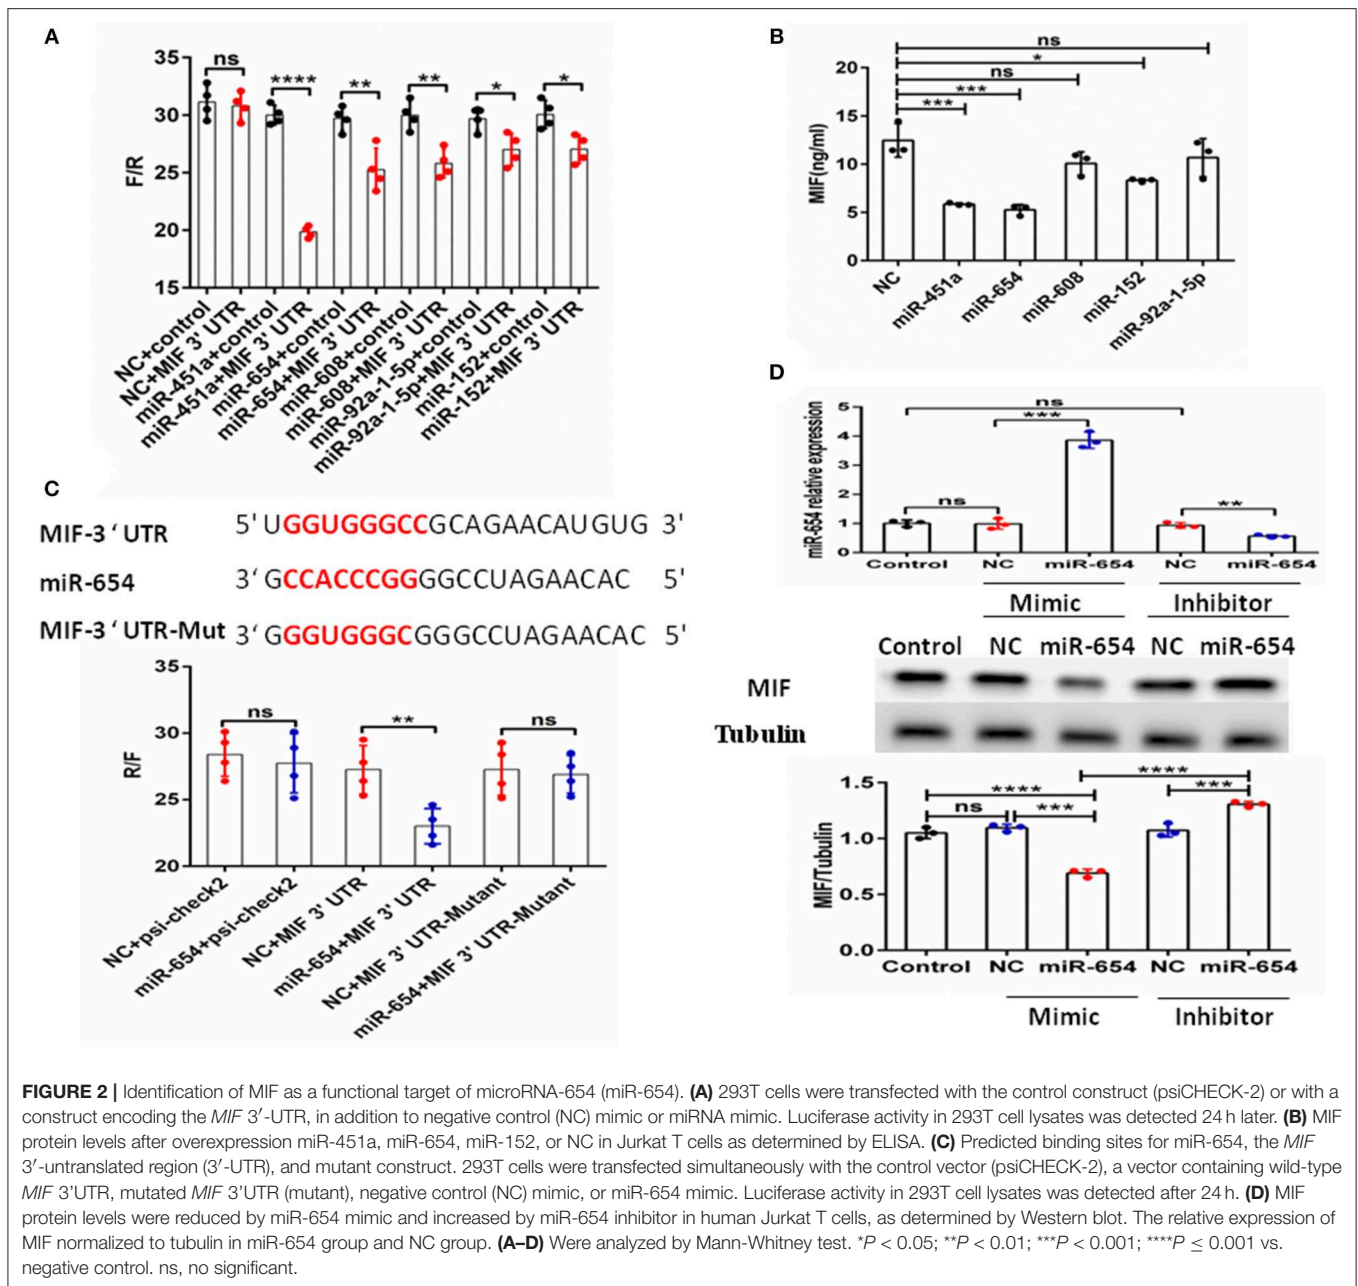 A
ns
****
**
**
*
*
35
30
25
20
15
F/R
NC+control
NC+MIF 3' UTR
miR-451a+control
miR-451a+MIF 3' UTR
miR-654+control
miR-654+MIF 3' UTR
miR-608+control
miR-608+MIF 3' UTR
miR-92a-1-5p+control
miR-92a-1-5p+MIF 3' UTR
miR-152+control
miR-152+MIF 3' UTR
B
ns
*
ns
***
***
20
15
10
5
0
MIF(ng/ml)
NC
miR-451a
miR-654
miR-608
miR-152
miR-92a-1-5p
C
MIF-3‘UTR 5' UGGUGGGCCGCAGAACAUGUG 3'
miR-654 3‘ GCCACCCGGGGCCUAGAACAC 5'
MIF-3‘UTR-Mut 3‘ GGGUGGGCGGGCCUAGAACAC 5'
ns
**
ns
35
30
25
20
R/F
NC+psi-check2
miR-654+psi-check2
NC+MIF 3' UTR
miR-654+MIF 3' UTR
NC+MIF 3' UTR-Mutant
miR-654+MIF 3' UTR-Mutant
D
ns
***
ns
**
5
4
3
2
1
0
miR-654 relative expression
Control NC miR-654 NC miR-654
Mimic Inhibitor
Control NC miR-654 NC miR-654
MIF
Tubulin
****
****
***
ns
***
1.5
1.0
0.5
0.0
MIF/Tubulin
Control NC miR-654 NC miR-654
Mimic Inhibitor
FIGURE 2 | Identification of MIF as a functional target of microRNA-654 (miR-654). (A) 293T cells were transfected with the control construct (psiCHECK-2) or with a
construct encoding the MIF 3′-UTR, in addition to negative control (NC) mimic or miRNA mimic. Luciferase activity in 293T cell lysates was detected 24 h later. (B) MIF
protein levels after overexpression miR-451a, miR-654, miR-152, or NC in Jurkat T cells as determined by ELISA. (C) Predicted binding sites for miR-654, the MIF
3′-untranslated region (3′-UTR), and mutant construct. 293T cells were transfected simultaneously with the control vector (psiCHECK-2), a vector containing wild-type
MIF 3'UTR, mutated MIF 3'UTR (mutant), negative control (NC) mimic, or miR-654 mimic. Luciferase activity in 293T cell lysates was detected after 24 h. (D) MIF
protein levels were reduced by miR-654 mimic and increased by miR-654 inhibitor in human Jurkat T cells, as determined by Western blot. The relative expression of
MIF normalized to tubulin in miR-654 group and NC group. (A–D) Were analyzed by Mann-Whitney test. *P < 0.05; **P < 0.01; ***P < 0.001; ****P ≤ 0.001 vs.
negative control. ns, no significant.